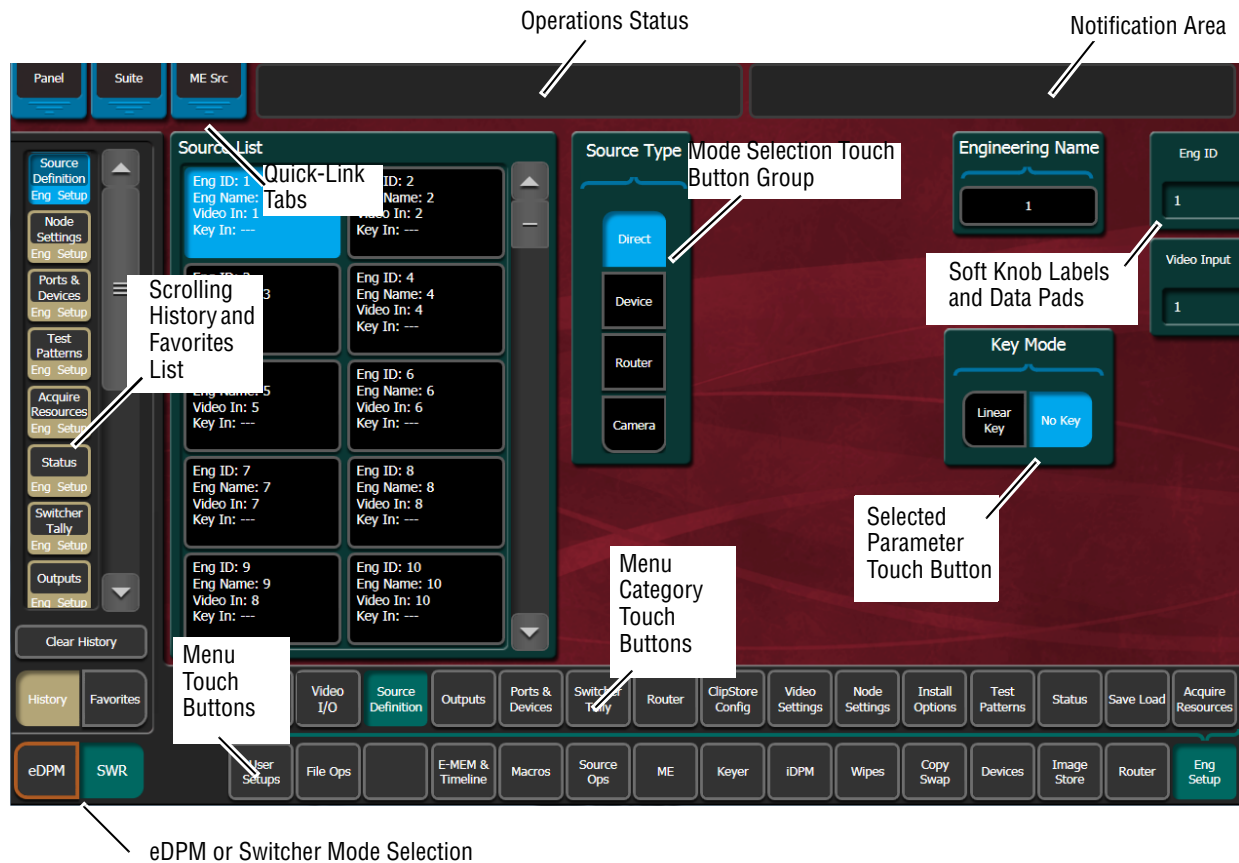 Operations Status
Notification Area
Panel
Suite
ME Src
Source
Definition
Eng Setup
Node
Settings
Eng Setup
Ports &
Devices
Eng Setup
Test
Patterns
Eng Setup
Acquire
Resources
Eng Setup
Status
Eng Setup
Switcher
Tally
Eng Setup
Outputs
Eng Setup
Clear History
History
Favorites
eDPM
SWR
Scrolling
History and
Favorites
List
Source List
Quick-Link
Tabs
Eng ID: 1
Eng Name:
Video In: 1
Key In: ---
ID: 2
Name: 2
Video In: 2
Key In: ---
3
Eng ID: 4
Eng Name: 4
Video In: 4
Key In: ---
Eng Name: 5
Video In: 5
Key In: ---
Eng ID: 6
Eng Name: 6
Video In: 6
Key In: ---
Eng ID: 7
Eng Name: 7
Video In: 7
Key In: ---
Eng ID: 8
Eng Name: 8
Video In: 8
Key In: ---
Eng ID: 9
Eng Name: 9
Video In: 8
Key In: ---
Eng ID: 10
Eng Name: 10
Video In: 10
Key In: ---
Source Type
Direct
Device
Router
Camera
Mode Selection Touch
Button Group
Engineering Name
1
Eng ID
1
Video Input
1
Soft Knob Labels
and Data Pads
Key Mode
Linear
Key
No Key
Selected
Parameter
Touch Button
Menu
Category
Touch
Buttons
Menu
Touch
Buttons
Video
I/O
Source
Definition
Outputs
Ports &
Devices
Switcher
Tally
Router
ClipStore
Config
Video
Settings
Node
Settings
Install
Options
Test
Patterns
Status
Save Load
Acquire
Resources
User
Setups
File Ops
E-MEM &
Timeline
Macros
Source
Ops
ME
Keyer
iDPM
Wipes
Copy
Swap
Devices
Image
Store
Router
Eng
Setup
eDPM or Switcher Mode Selection